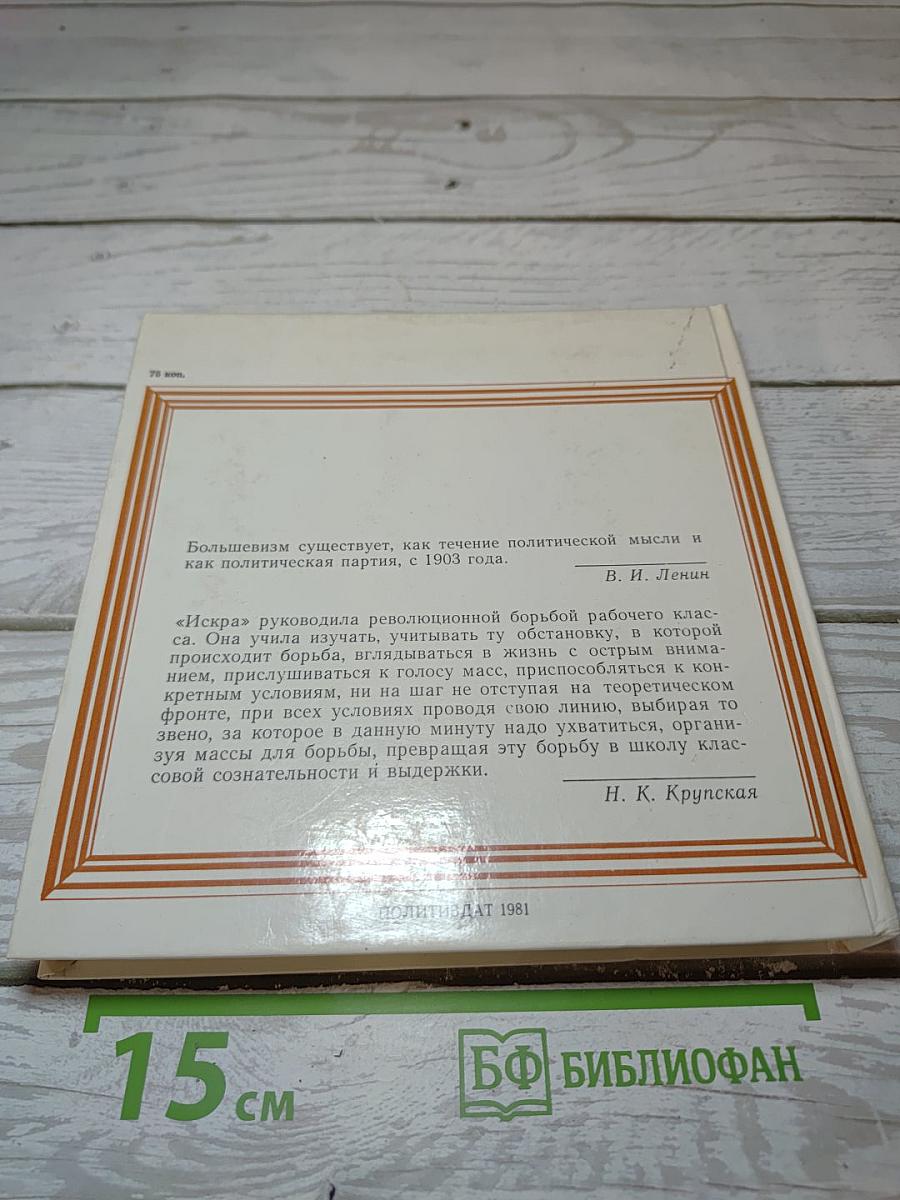 75 коп.
Большевизм существует, как течение политической мысли и
как политическая партия, с 1903 года.
В. И. Ленин
«Искра» руководила революционной борьбой рабочего клас-
са. Она учила изучать, учитывать ту обстановку, в которой
происходит борьба, вглядываться в жизнь с острым внима-
нием, прислушиваться к голосу масс, приспособляться к кон-
кретным условиям, ни на шаг не отступая на теоретическом
фронте, при всех условиях проводя свою линию, выбирая то
звено, за которое в данную минуту надо ухватиться, органи-
зуя массы для борьбы, превращая эту борьбу в школу клас-
совой сознательности и выдержки.
Н. К. Крупская
ПОЛИТИЗДАТ 1981
15 см
БФ БИБЛИОФАН